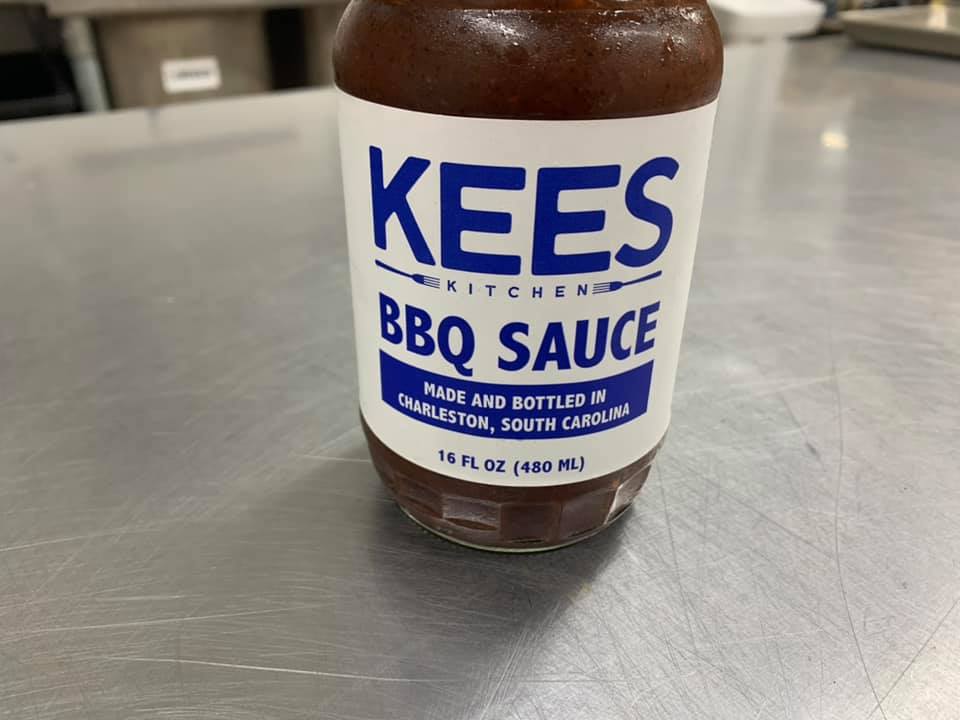 KEES
KITCHEN
BBQ SAUCE
MADE AND BOTTLED IN
CHARLESTON, SOUTH CAROLINA
16 FL OZ (480 ML)